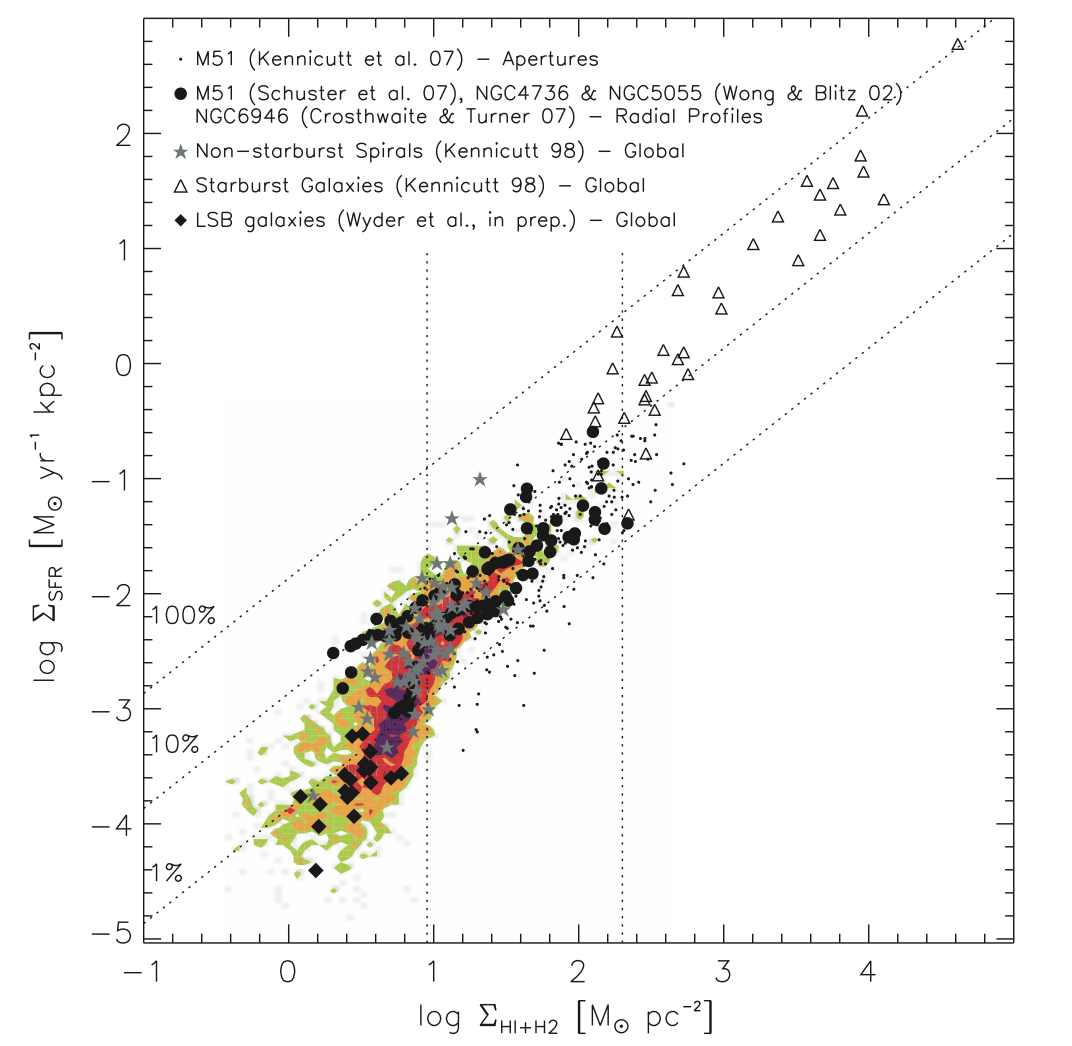 M51 (Kennicutt et al. 07) – Apertures
M51 (Schuster et al. 07), NGC4736 & NGC5055 (Wong & Blitz 02)
NGC6946 (Crosthwaite & Turner 07) – Radial Profiles
Non–starburst Spirals (Kennicutt 98) – Global
Starburst Galaxies (Kennicutt 98) – Global
LSB galaxies (Wyder et al., in prep.) – Global
2
1
0
−1
−2
−3
−4
−5
log Σ_SFR [M⊙ yr⁻¹ kpc⁻²]
100%
10%
1%
−1 0 1 2 3 4
log Σ_HI+H2 [M⊙ pc⁻²]